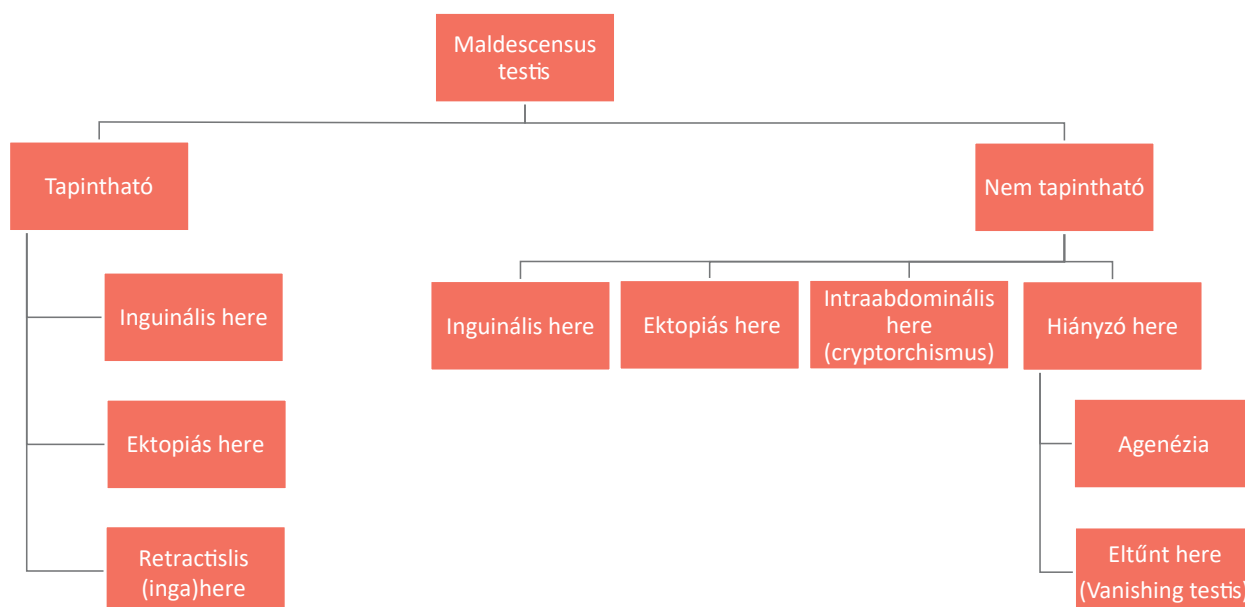 Maldescensus
testis
Tapintható
Nem tapintható
Inguinális here
Ektopiás here
Retractislis
(inga)here
Inguinális here
Ektopiás here
Intraabdominális
here
(cryptorchismus)
Hiányzó here
Agenézia
Eltűnt here
(Vanishing testis)